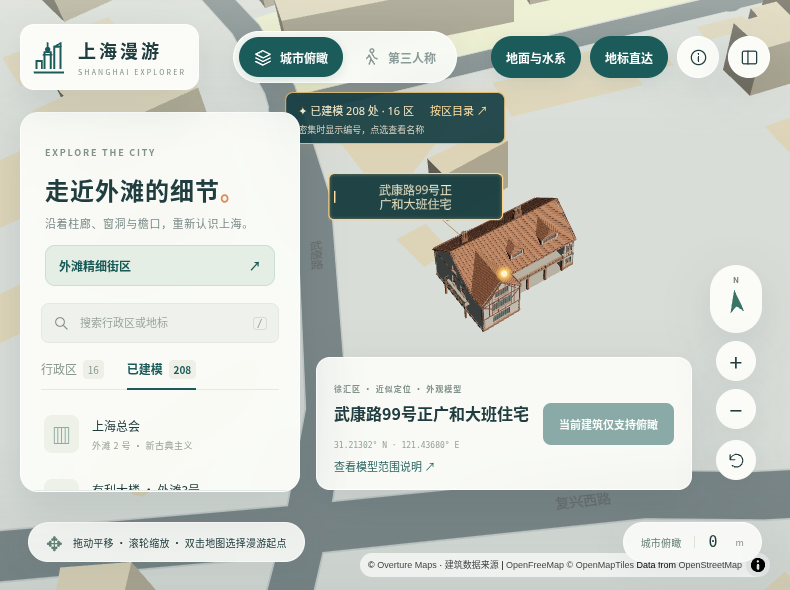 上海漫游
SHANGHAI EXPLORER
城市俯瞰
第三人称
地面与水系
地标直达
✦ 已建模 208 处 · 16 区 按区目录 ↗
密集时显示编号，点选查看名称
EXPLORE THE CITY
走近外滩的细节。
沿着柱廊、窗洞与檐口，重新认识上海。
外滩精细街区 ↗
搜索行政区或地标 /
行政区 16 已建模 208
上海总会
外滩 2 号 · 新古典主义
有利大楼 · 外滩3号
武康路99号正
广和大班住宅
武康路
N
+
−
徐汇区 · 近似定位 · 外观模型
武康路99号正广和大班住宅
当前建筑仅支持俯瞰
31.21302° N · 121.43680° E
查看模型范围说明 ↗
复兴西路
拖动平移 · 滚轮缩放 · 双击地图选择漫游起点
城市俯瞰 0 m
© Overture Maps · 建筑数据来源 | OpenFreeMap © OpenMapTiles Data from OpenStreetMap